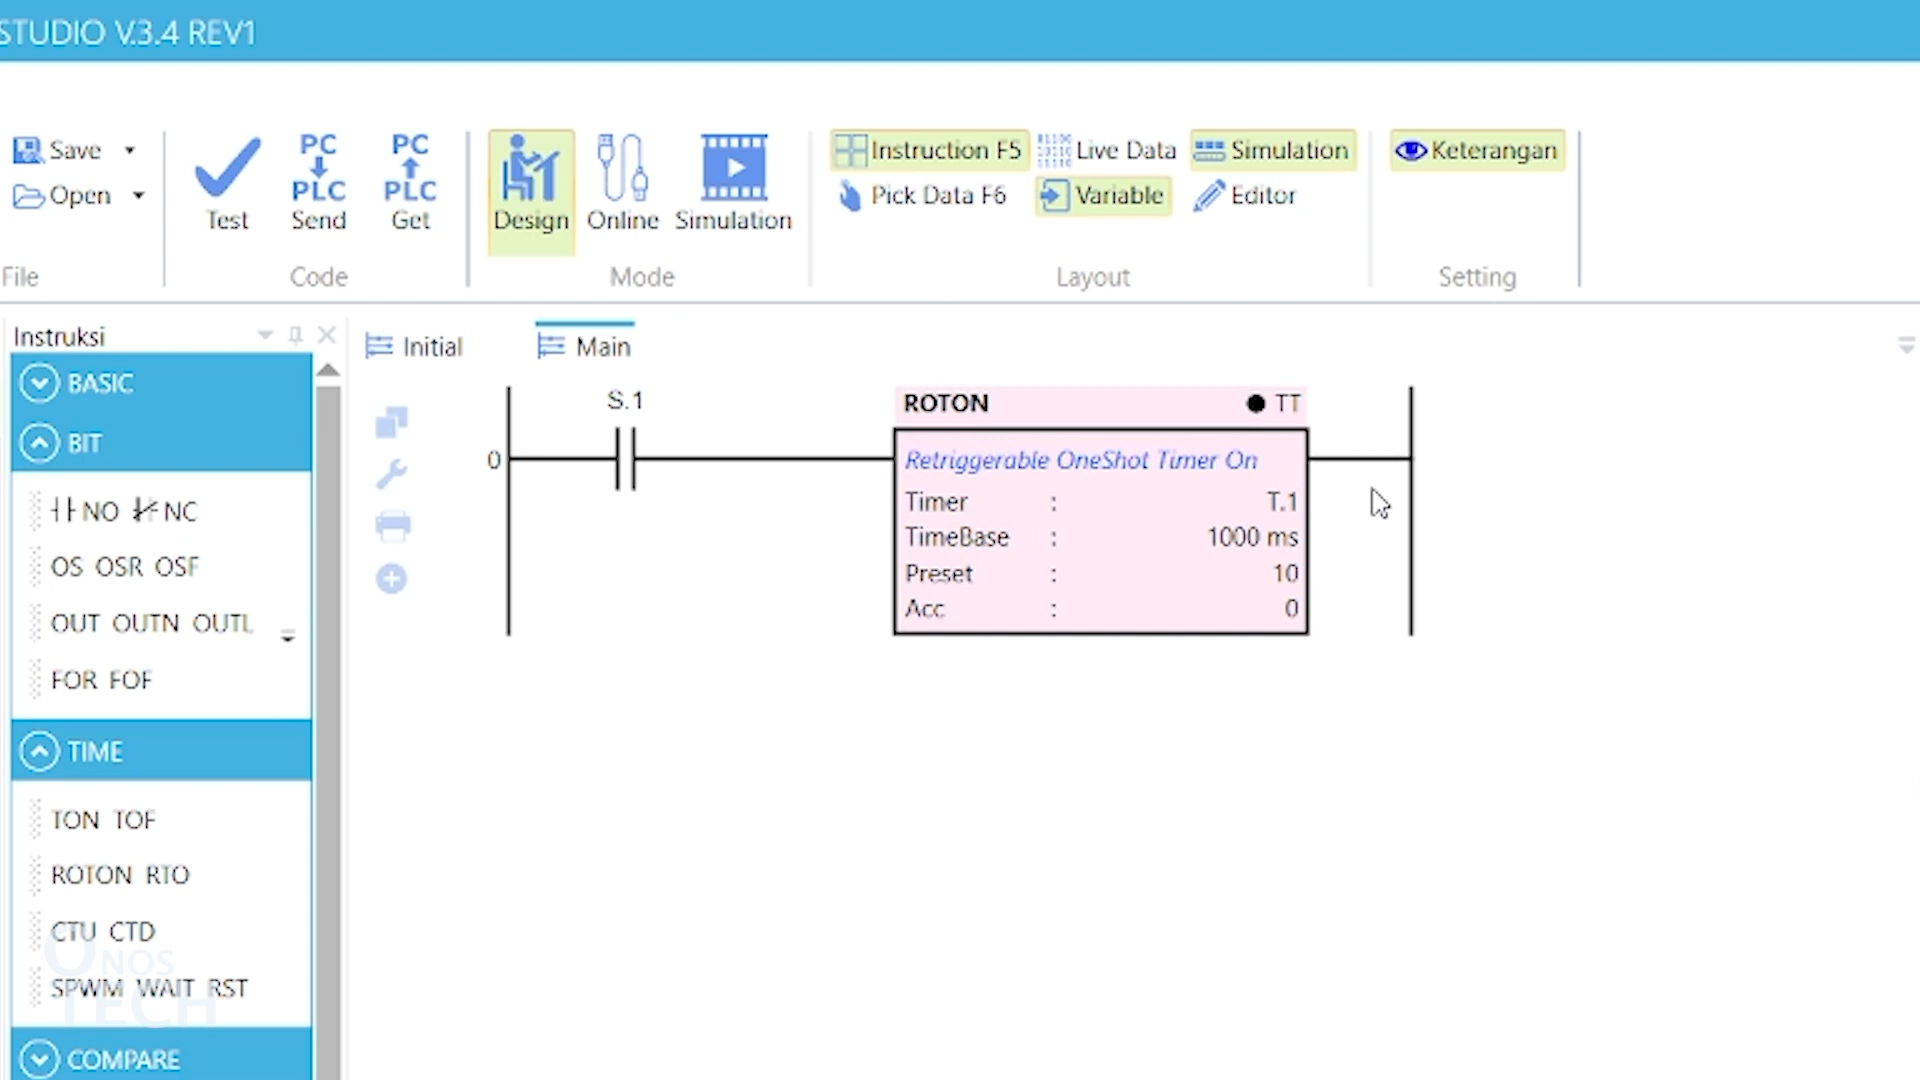 STUDIO V.3.4 REV1
Save
Open
File
Test
PC
PLC
Send
PC
PLC
Get
Code
Design
Online
Simulation
Mode
Instruction F5
Live Data
Simulation
Pick Data F6
Variable
Editor
Layout
Keterangan
Setting
Instruksi
BASIC
BIT
NO NC
OS OSR OSF
OUT OUTN OUTL
FOR FOF
TIME
TON TOF
ROTON RTO
CTU CTD
SPWM WAIT RST
COMPARE
ONOS
TECH
Initial
Main
0
S.1
ROTON TT
Retriggerable OneShot Timer On
Timer : T.1
TimeBase : 1000 ms
Preset : 10
Acc : 0